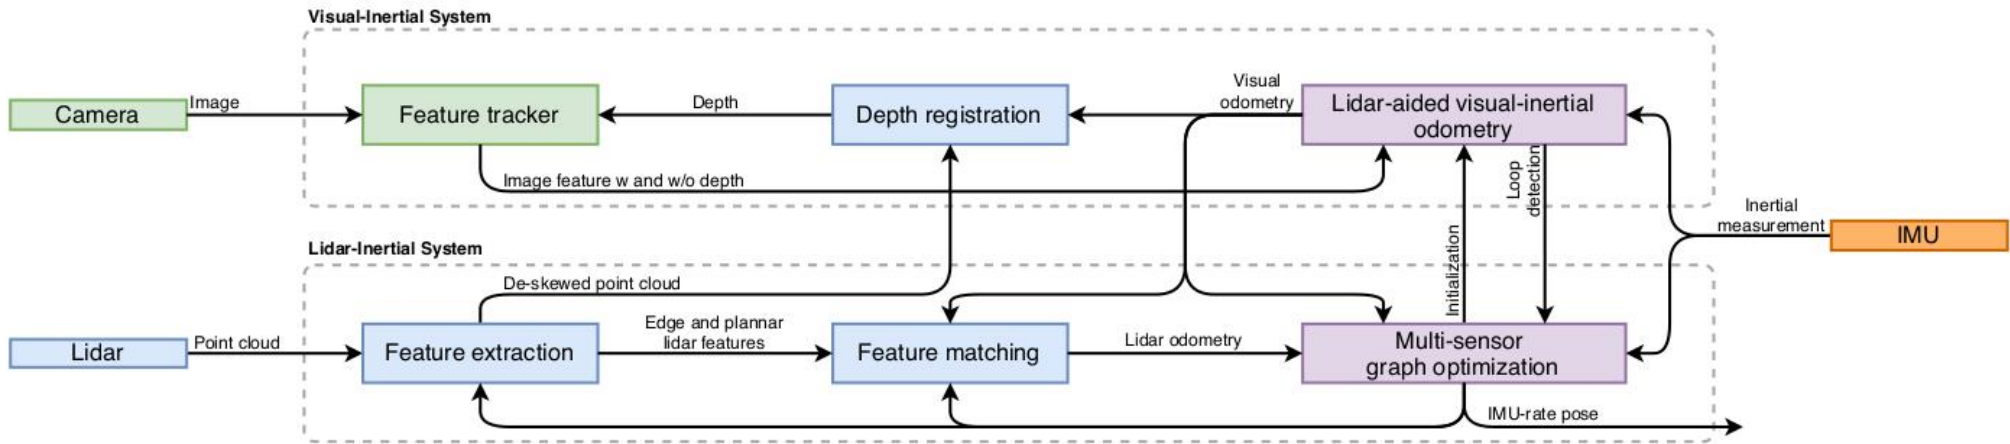 Visual-Inertial System
Camera
Image
Feature tracker
Depth
Depth registration
Visual
odometry
Lidar-aided visual-inertial
odometry
Image feature w and w/o depth
Loop
detection
Inertial
measurement
IMU
Initialization
Lidar-Inertial System
De-skewed point cloud
Lidar
Point cloud
Feature extraction
Edge and plannar
lidar features
Feature matching
Lidar odometry
Multi-sensor
graph optimization
IMU-rate pose